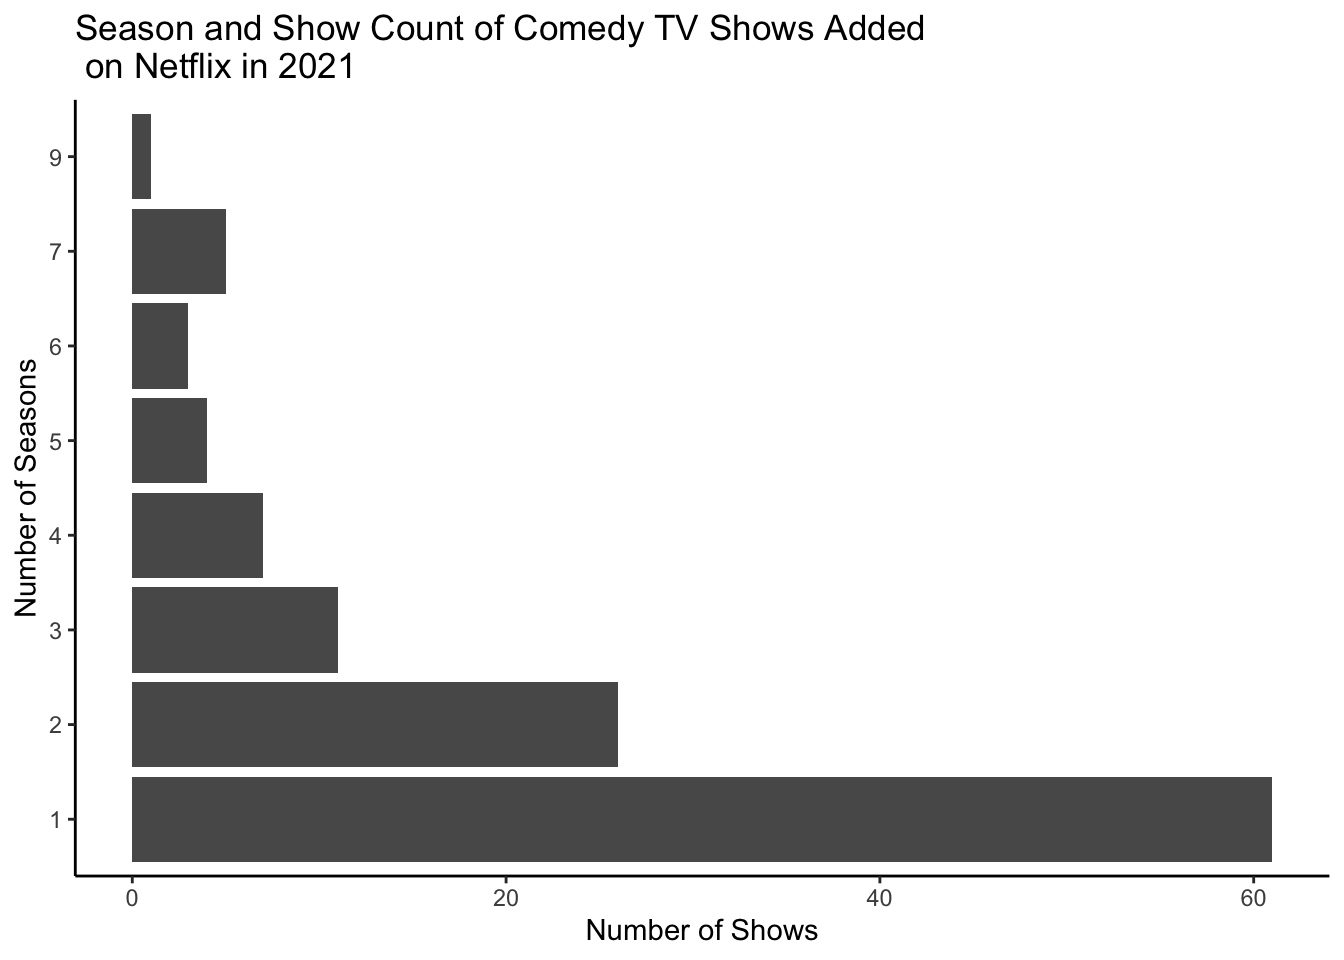 Season and Show Count of Comedy TV Shows Added
on Netflix in 2021
Number of Seasons
9
7
6
5
4
3
2
1
0 20 40 60
Number of Shows